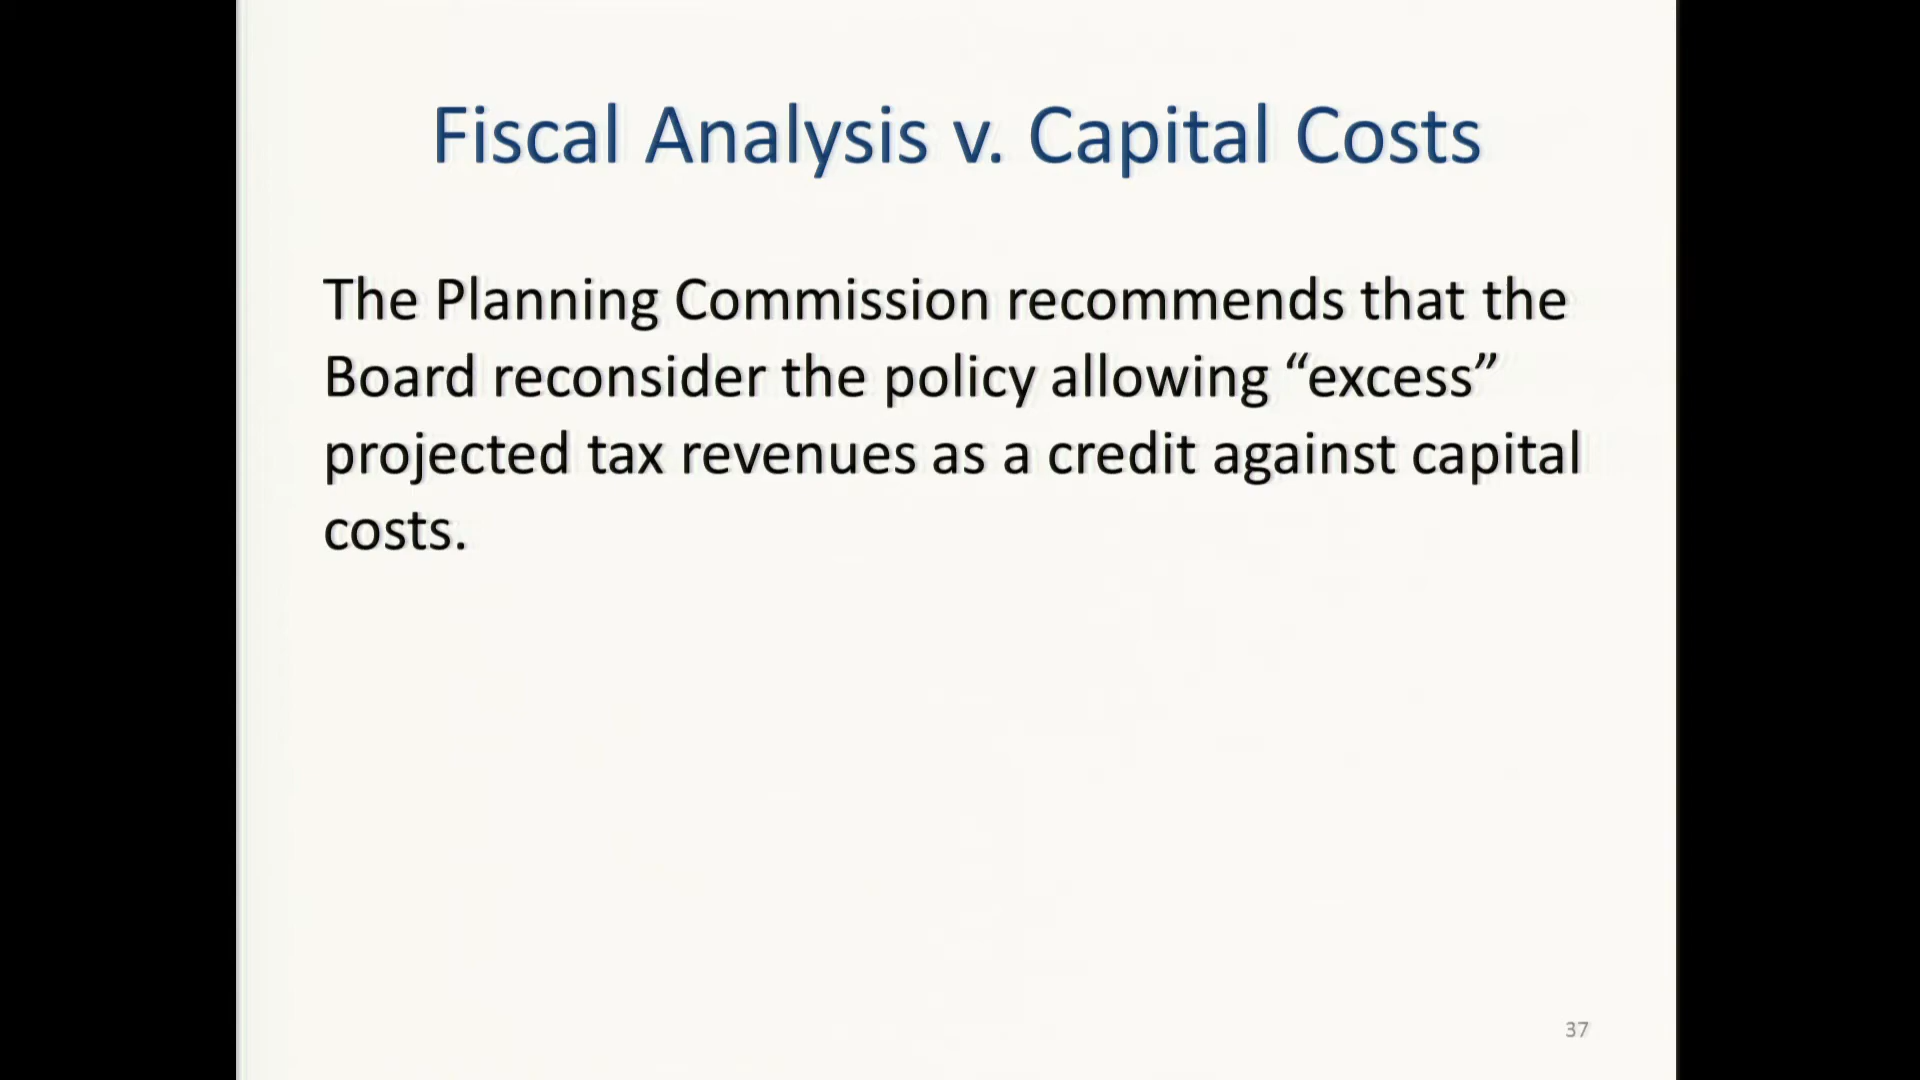 Fiscal Analysis v. Capital Costs
The Planning Commission recommends that the
Board reconsider the policy allowing “excess”
projected tax revenues as a credit against capital
costs.
37